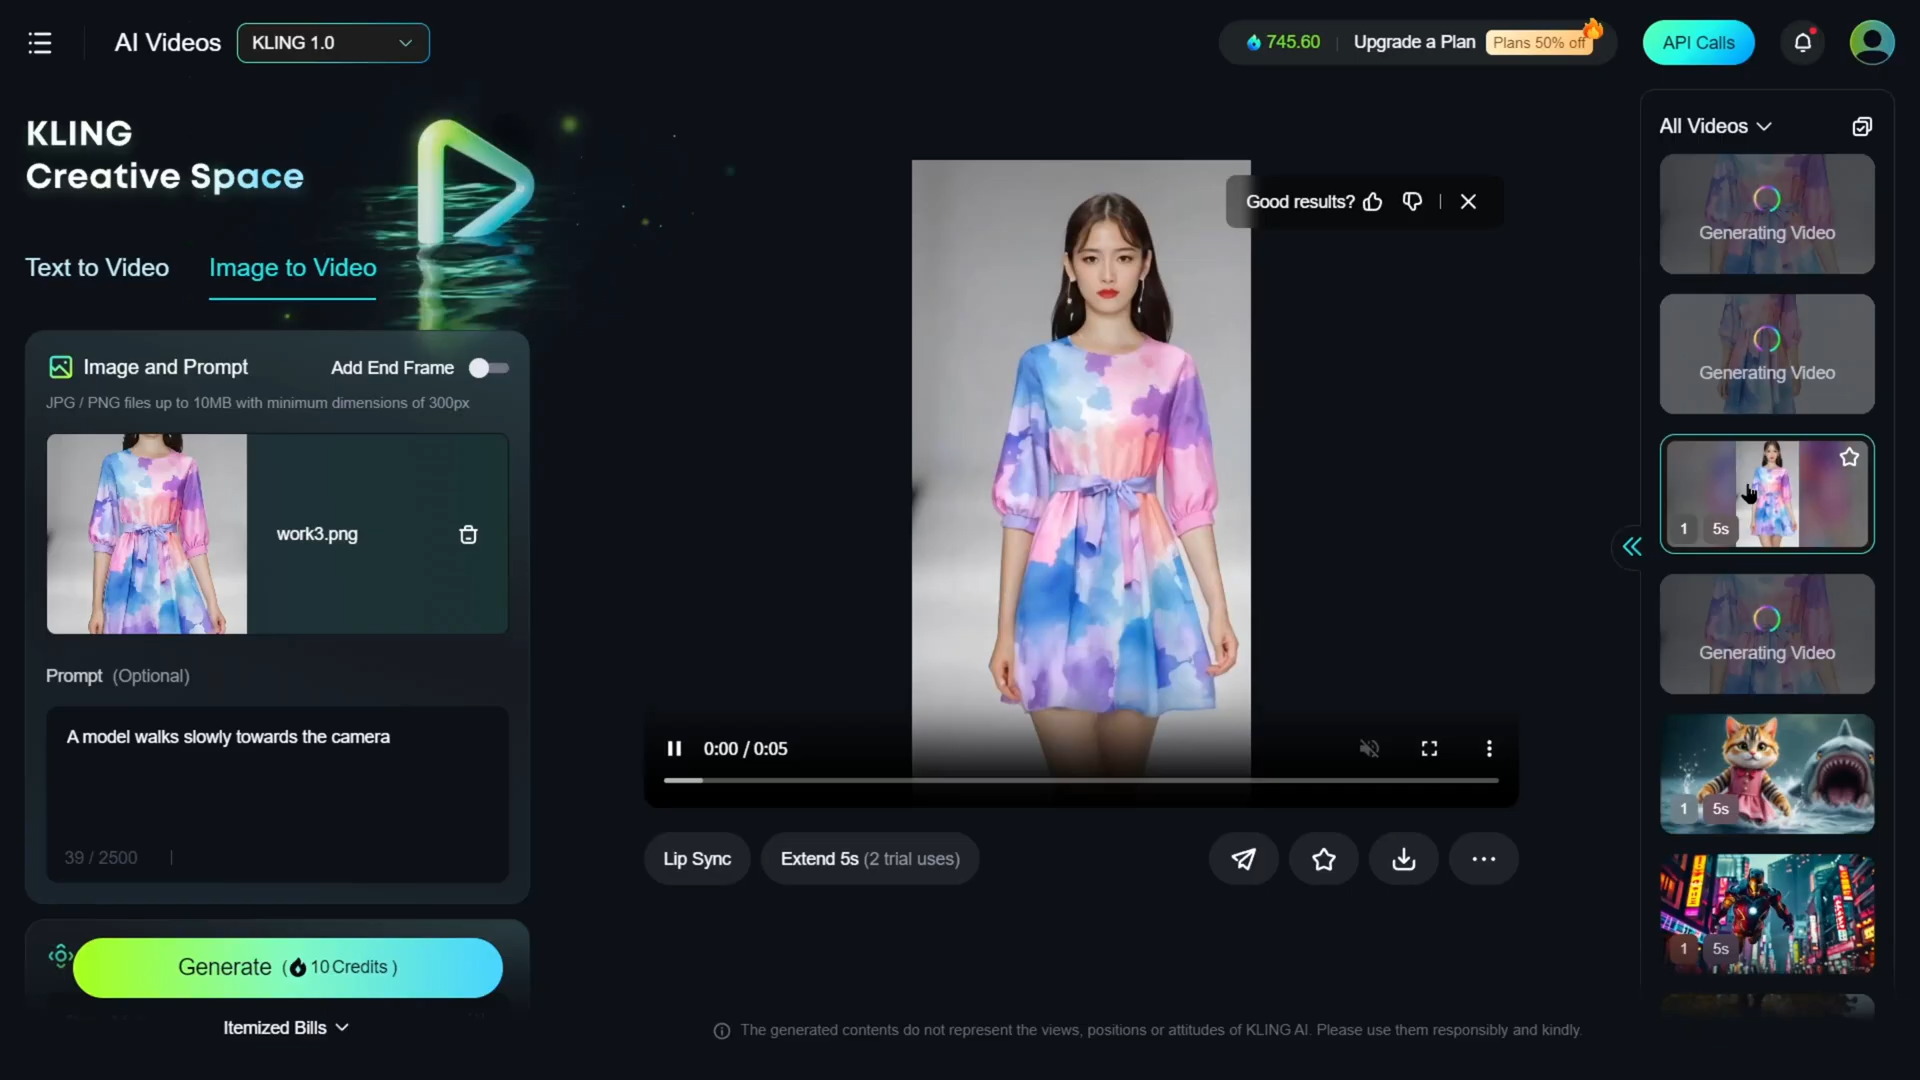 AI Videos
KLING 1.0
745.60
Upgrade a Plan
Plans 50% off
API Calls
KLING
Creative Space
Text to Video
Image to Video
Image and Prompt
Add End Frame
JPG / PNG files up to 10MB with minimum dimensions of 300px
work3.png
Prompt (Optional)
A model walks slowly towards the camera
39 / 2500
Generate ( 10 Credits )
Itemized Bills
Good results?
0:00 / 0:05
Lip Sync
Extend 5s (2 trial uses)
The generated contents do not represent the views, positions or attitudes of KLING AI. Please use them responsibly and kindly.
All Videos
Generating Video
Generating Video
1 5s
Generating Video
1 5s
1 5s